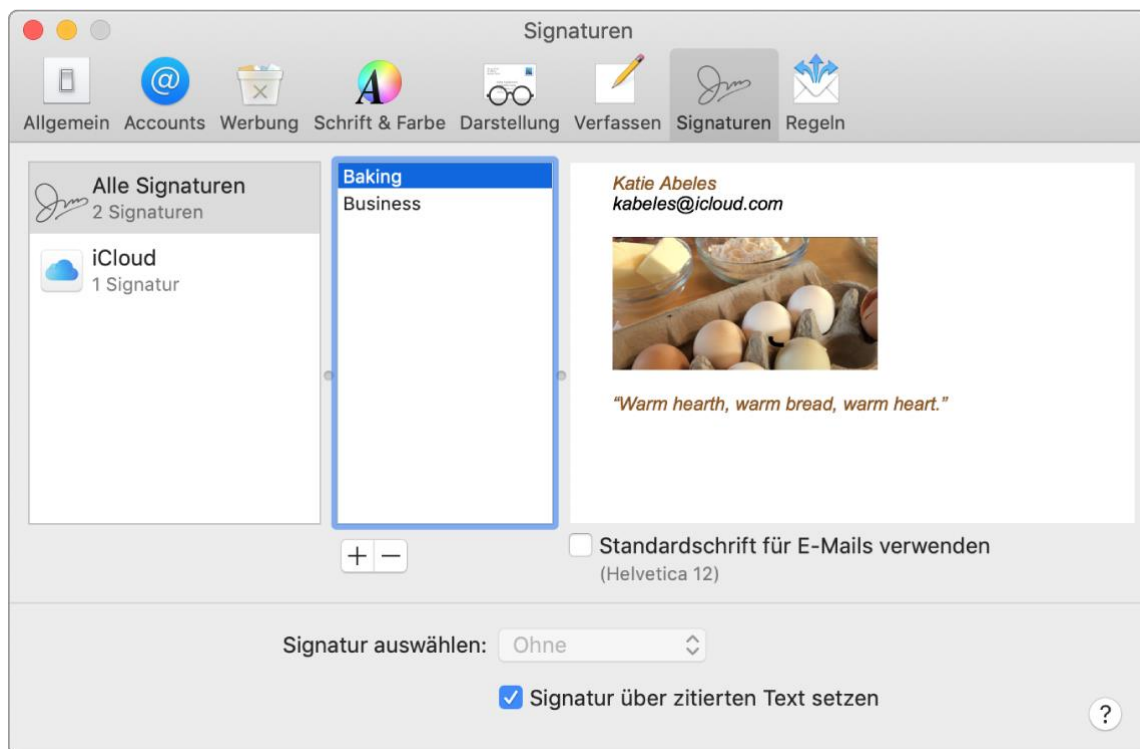 Signaturen
Allgemein Accounts Werbung Schrift & Farbe Darstellung Verfassen Signaturen Regeln
Alle Signaturen
2 Signaturen
iCloud
1 Signatur
Baking
Business
Katie Abeles
kabeles@icloud.com
“Warm hearth, warm bread, warm heart.”
Standardschrift für E-Mails verwenden
(Helvetica 12)
Signatur auswählen: Ohne
Signatur über zitierten Text setzen
?